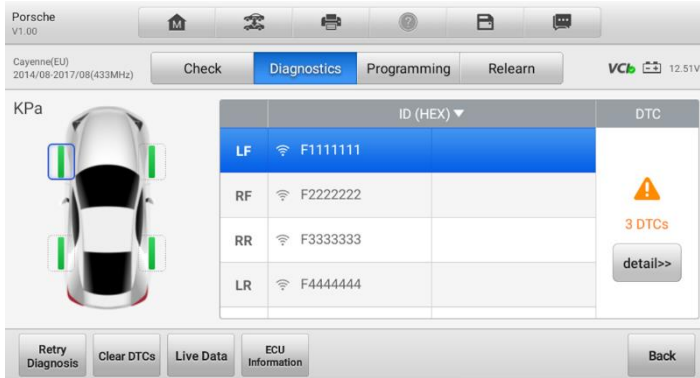 Porsche
V1.00
M
?
Cayenne(EU)
2014/08-2017/08(433MHz)
Check
Diagnostics
Programming
Relearn
VCI
12.51V
KPa
ID (HEX) ▼
DTC
LF F1111111
RF F2222222
RR F3333333
LR F4444444
3 DTCs
detail>>
Retry
Diagnosis
Clear DTCs
Live Data
ECU
Information
Back